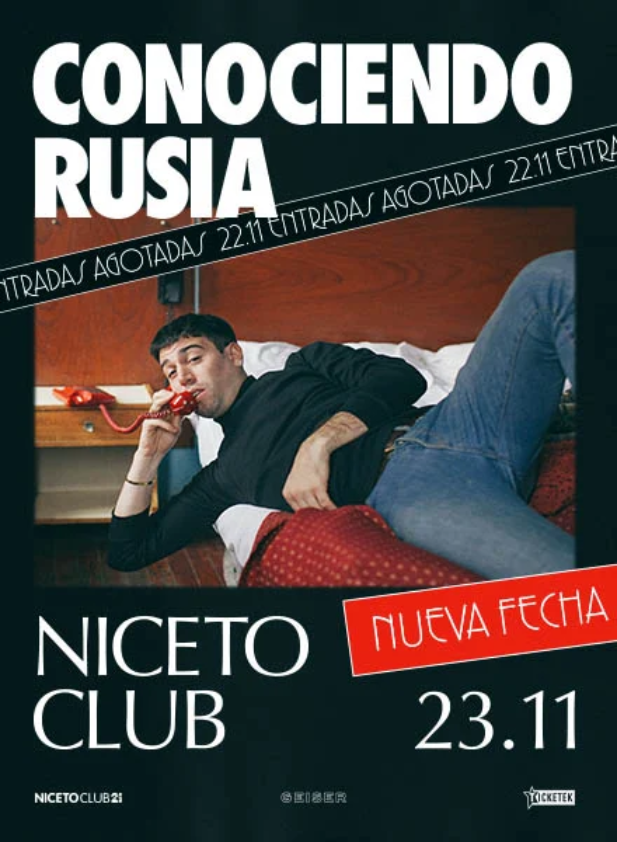 CONOCIENDO
RUSIA
NTRADAS AGOTADAS 22.11 ENTRADAS AGOTADAS 22.11 ENTRA
NICETO
CLUB
NUEVA FECHA
23.11
NICETOCLUB
GEISER
TICKETEK